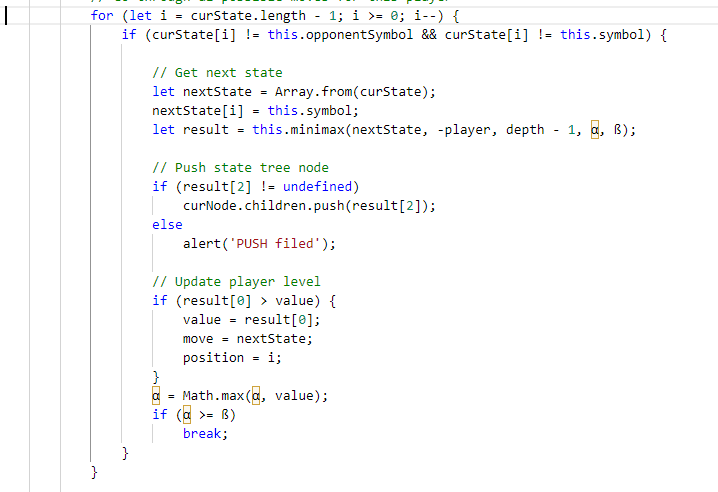 for (let i = curState.length - 1; i >= 0; i--) {
if (curState[i] != this.opponentSymbol && curState[i] != this.symbol) {
// Get next state
let nextState = Array.from(curState);
nextState[i] = this.symbol;
let result = this.minimax(nextState, -player, depth - 1, α, ß);
// Push state tree node
if (result[2] != undefined)
curNode.children.push(result[2]);
else
alert('PUSH filed');
// Update player level
if (result[0] > value) {
value = result[0];
move = nextState;
position = i;
}
α = Math.max(α, value);
if (α >= ß)
break;
}
}